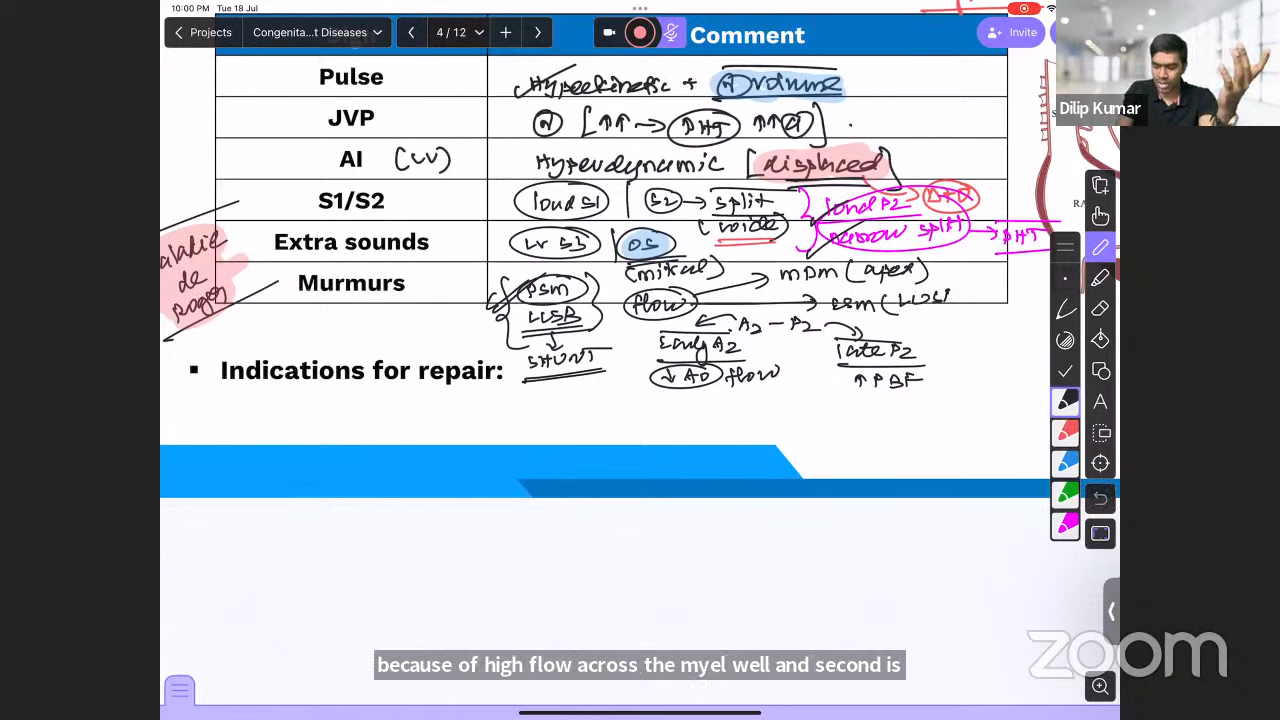 10:00 PM Tue 18 Jul
Projects Congenita...t Diseases 4/12 Invite
Comment
Dilip Kumar
Pulse Hyperkinetic +
JVP [↑↑ → ↑PHT ↑↑ a]
AI (LV) Hyperdynamic [displaced]
S1/S2 loud S1 S2 → split loud P2
(wide) narrow split → PHT
Extra sounds LV S3 OS
(mitral)
de
Murmurs PSM flow MDM (apex)
LLSB ESM
A2 - P2
SHUNT Early A2 late P2
↓ AO flow ↑ PBF
▪ Indications for repair:
because of high flow across the myel well and second is
zoom